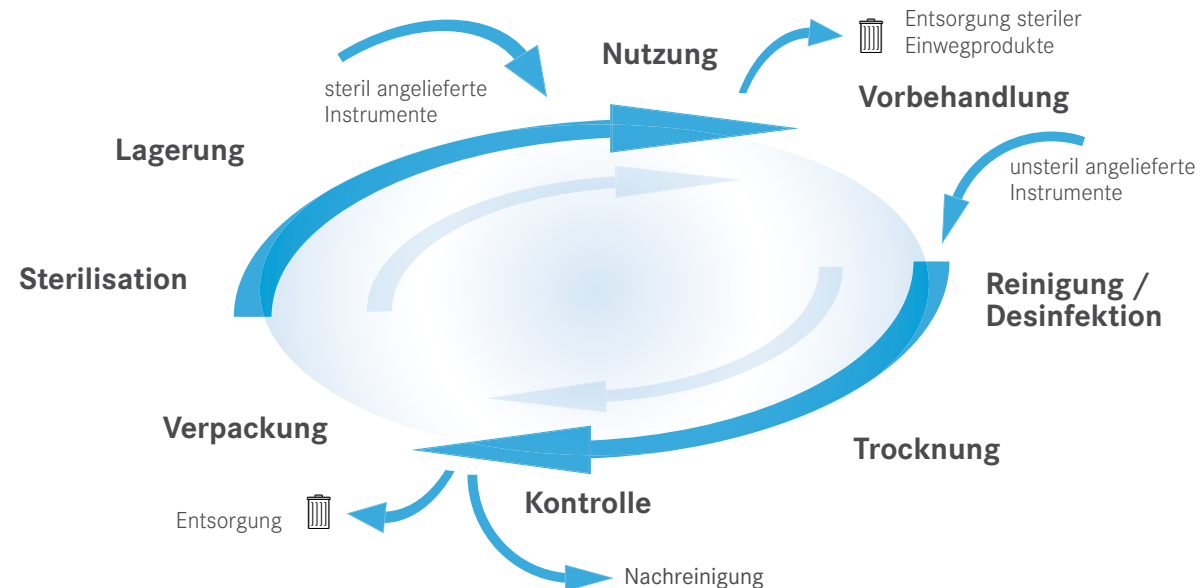 Nutzung
Entsorgung steriler
Einwegprodukte
steril angelieferte
Instrumente
Vorbehandlung
Lagerung
unsteril angelieferte
Instrumente
Sterilisation
Reinigung /
Desinfektion
Verpackung
Trocknung
Kontrolle
Entsorgung
Nachreinigung